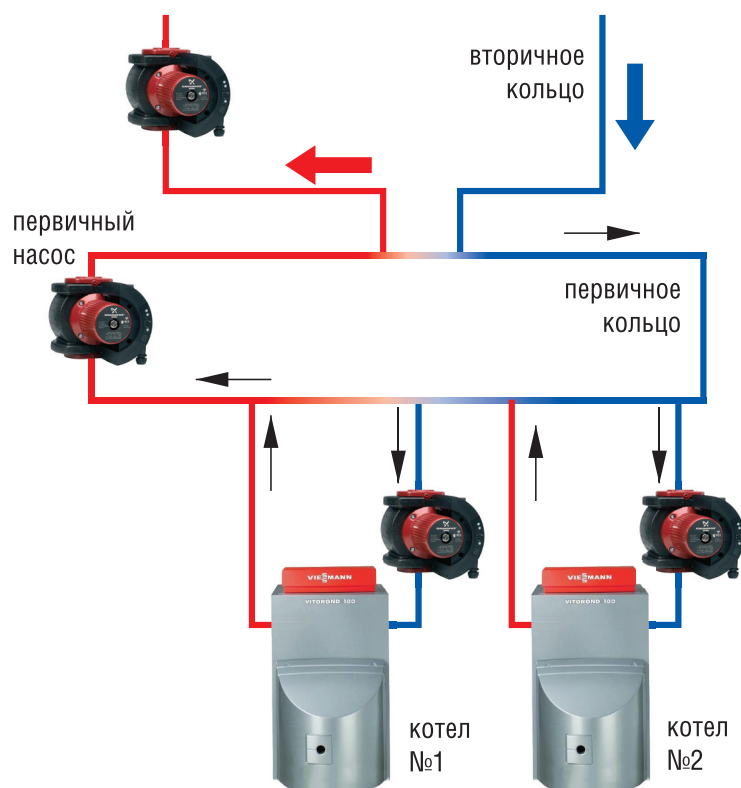 вторичное
кольцо
первичный
насос
первичное
кольцо
VIESMANN
VITOROND 100
VIESMANN
VITOROND 100
котел
№1
котел
№2